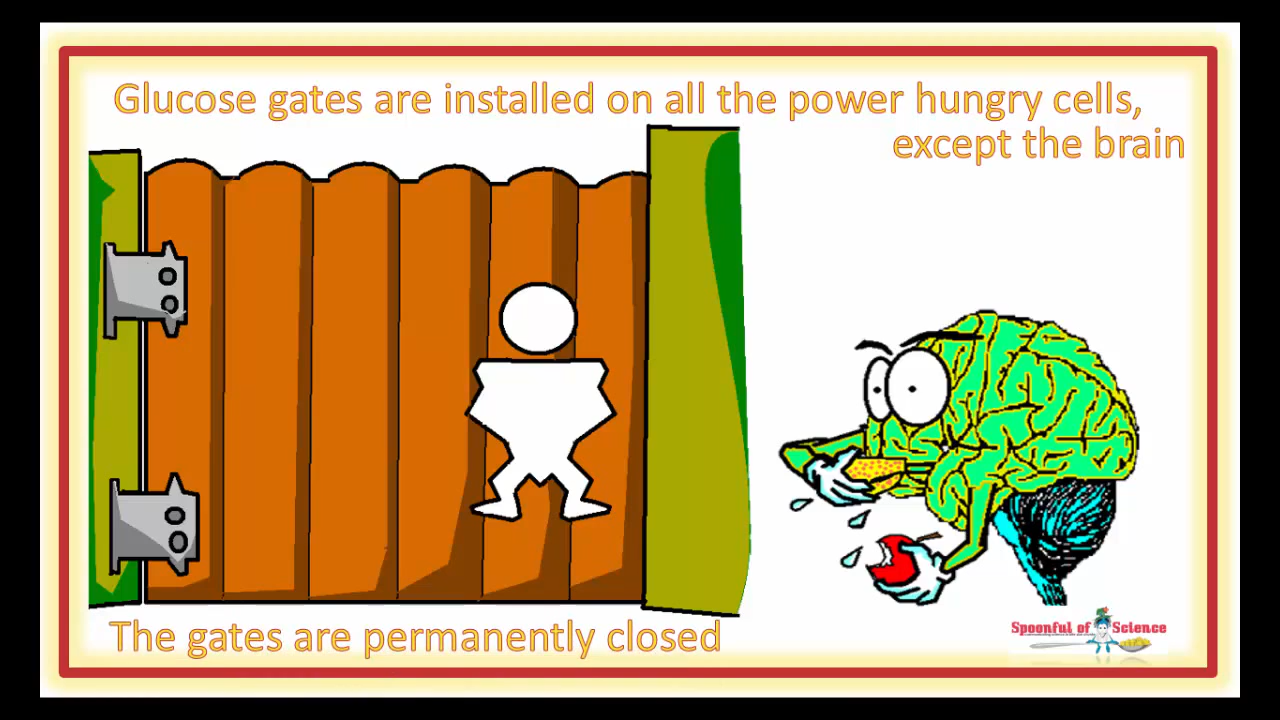 Glucose gates are installed on all the power hungry cells,
except the brain
The gates are permanently closed
Spoonful of Science